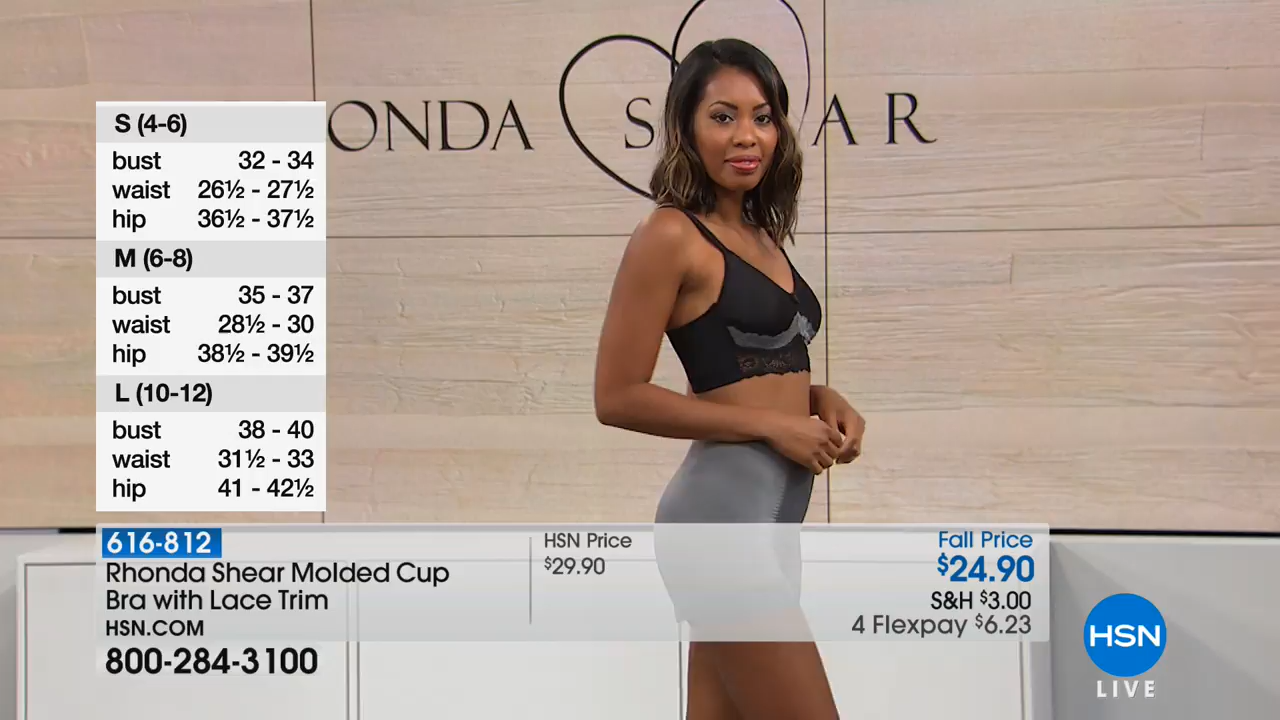 ONDA S AR
S (4-6)
bust 32 - 34
waist 26½ - 27½
hip 36½ - 37½
M (6-8)
bust 35 - 37
waist 28½ - 30
hip 38½ - 39½
L (10-12)
bust 38 - 40
waist 31½ - 33
hip 41 - 42½
616-812
Rhonda Shear Molded Cup
Bra with Lace Trim
HSN.COM
800-284-3100
HSN Price
$29.90
Fall Price
$24.90
S&H $3.00
4 Flexpay $6.23
HSN
LIVE